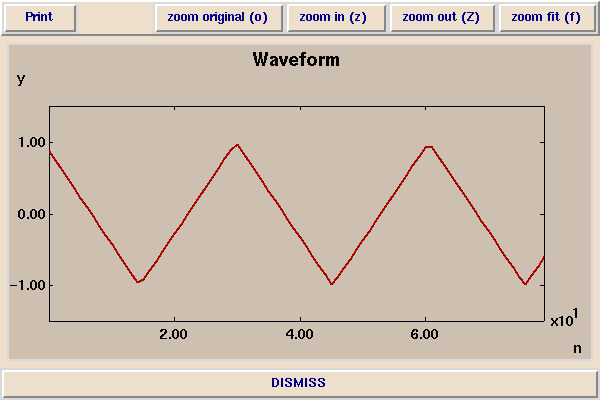 Print zoom original (o) zoom in (z) zoom out (Z) zoom fit (f)
Waveform
y
1.00
0.00
-1.00
2.00 4.00 6.00 x10^1
n
DISMISS